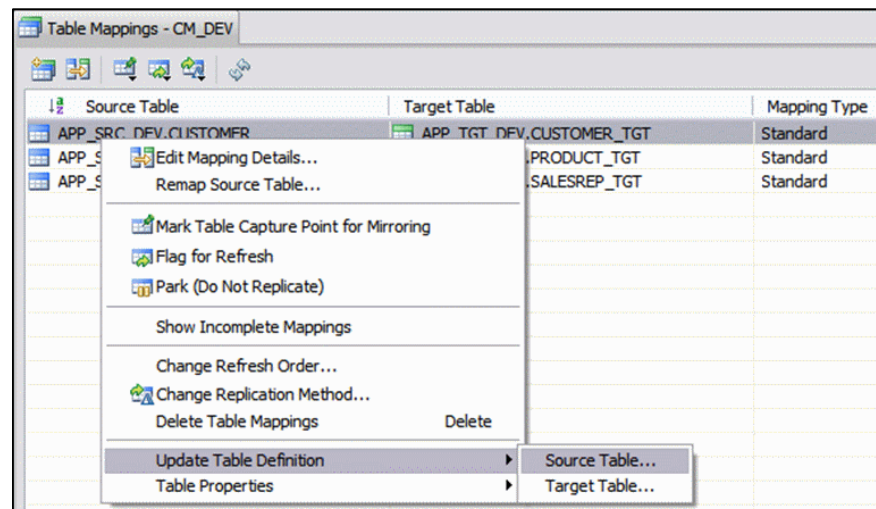 Table Mappings - CM_DEV
Source Table Target Table Mapping Type
APP_SRC_DEV.CUSTOMER APP_TGT_DEV.CUSTOMER_TGT Standard
APP_S .PRODUCT_TGT Standard
APP_S .SALESREP_TGT Standard
Edit Mapping Details...
Remap Source Table...
Mark Table Capture Point for Mirroring
Flag for Refresh
Park (Do Not Replicate)
Show Incomplete Mappings
Change Refresh Order...
Change Replication Method...
Delete Table Mappings Delete
Update Table Definition Source Table...
Table Properties Target Table...